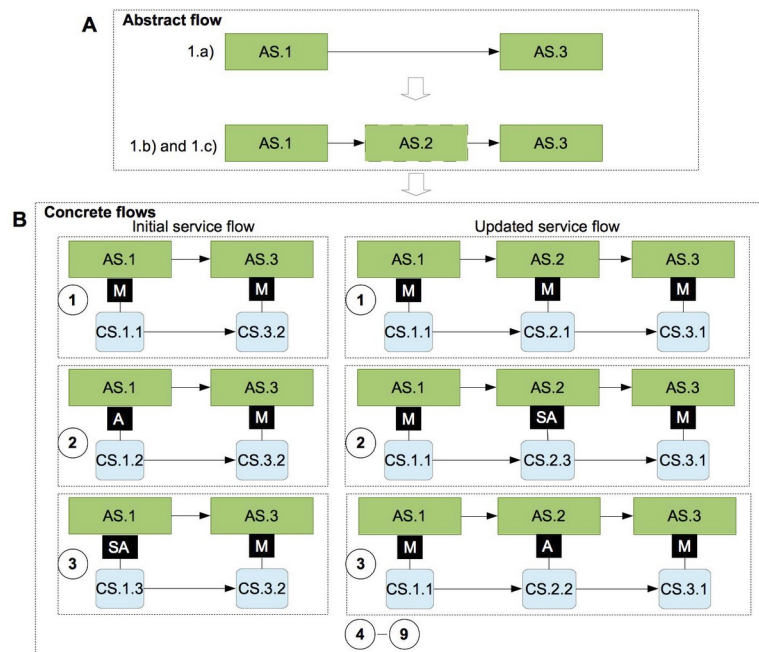 A
Abstract flow
1.a)
AS.1
AS.3
1.b) and 1.c)
AS.1
AS.2
AS.3
B
Concrete flows
Initial service flow
AS.1
AS.3
M
M
1
CS.1.1
CS.3.2
AS.1
AS.3
A
M
2
CS.1.2
CS.3.2
AS.1
AS.3
SA
M
3
CS.1.3
CS.3.2
Updated service flow
AS.1
AS.2
AS.3
M
M
M
1
CS.1.1
CS.2.1
CS.3.1
AS.1
AS.2
AS.3
M
SA
M
2
CS.1.1
CS.2.3
CS.3.1
AS.1
AS.2
AS.3
M
A
M
3
CS.1.1
CS.2.2
CS.3.1
4 – 9